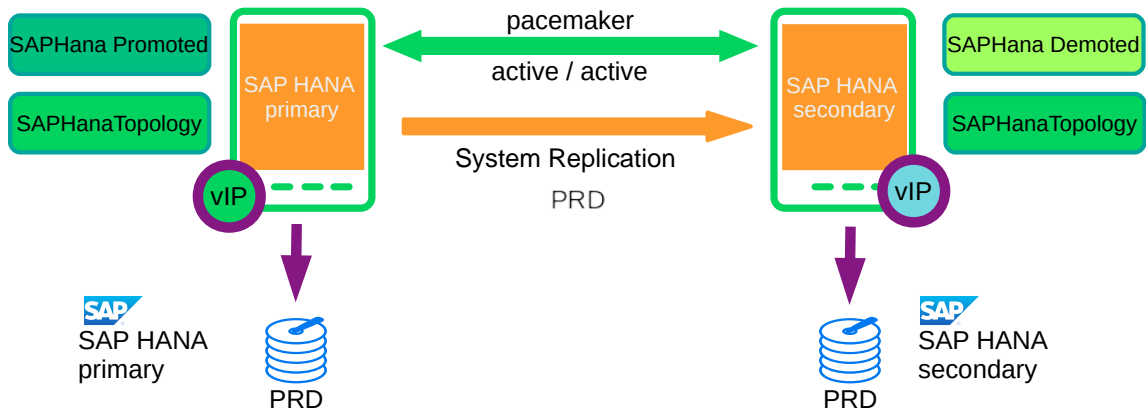 SAPHana Promoted
SAPHanaTopology
SAP HANA
primary
vIP
pacemaker
active / active
System Replication
PRD
SAP HANA
secondary
vIP
SAPHana Demoted
SAPHanaTopology
SAP
SAP HANA
primary
PRD
PRD
SAP
SAP HANA
secondary